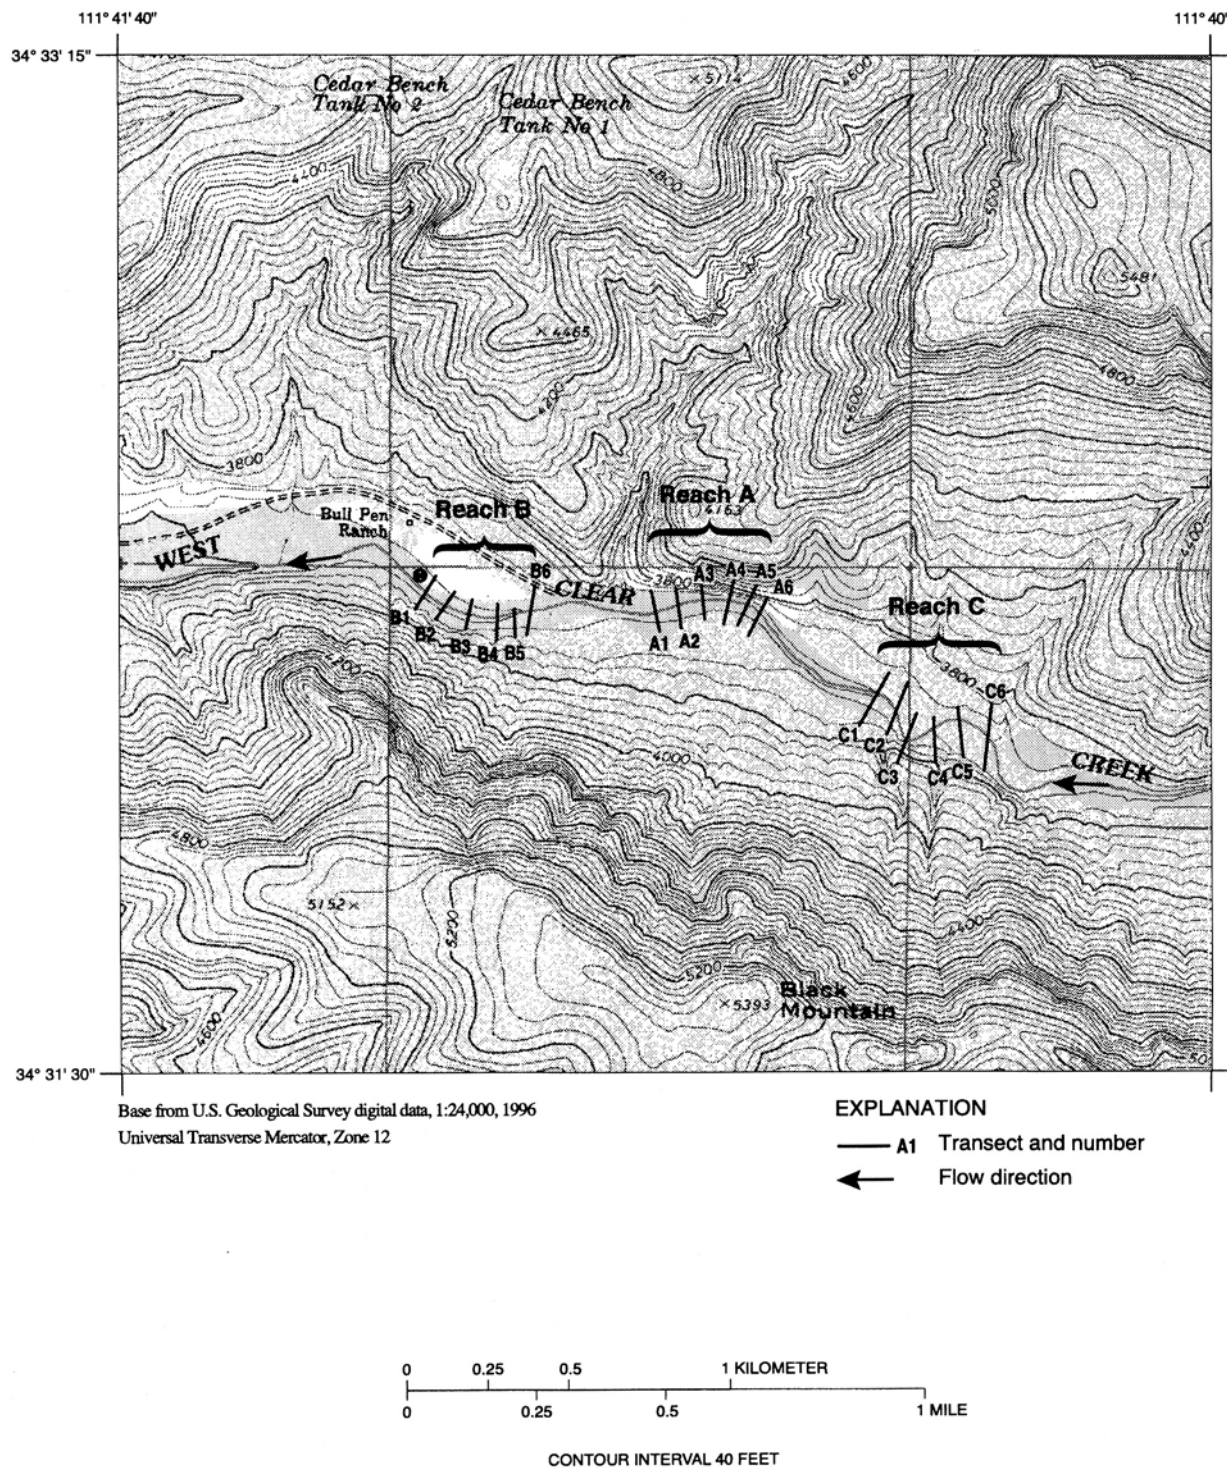 111° 41' 40"
111° 40'
34° 33' 15"
Cedar Bench
Tank No 2
Cedar Bench
Tank No 1
×5114
4600
4400
4800
5000
5481
×4465
4200
4600
4800
3800
Reach B
Reach A
4163
Bull Pen
Ranch
WEST
CLEAR
3800
4400
B6
A3
A4
A5
A6
B1
B2
B3
B4
B5
A1
A2
Reach C
3800
C6
C1
C2
C3
C4
C5
CREEK
4200
4000
4800
5152×
5200
4400
5200
×5393
Black
Mountain
4600
34° 31' 30"
Base from U.S. Geological Survey digital data, 1:24,000, 1996
Universal Transverse Mercator, Zone 12
EXPLANATION
A1 Transect and number
Flow direction
0 0.25 0.5 1 KILOMETER
0 0.25 0.5 1 MILE
CONTOUR INTERVAL 40 FEET